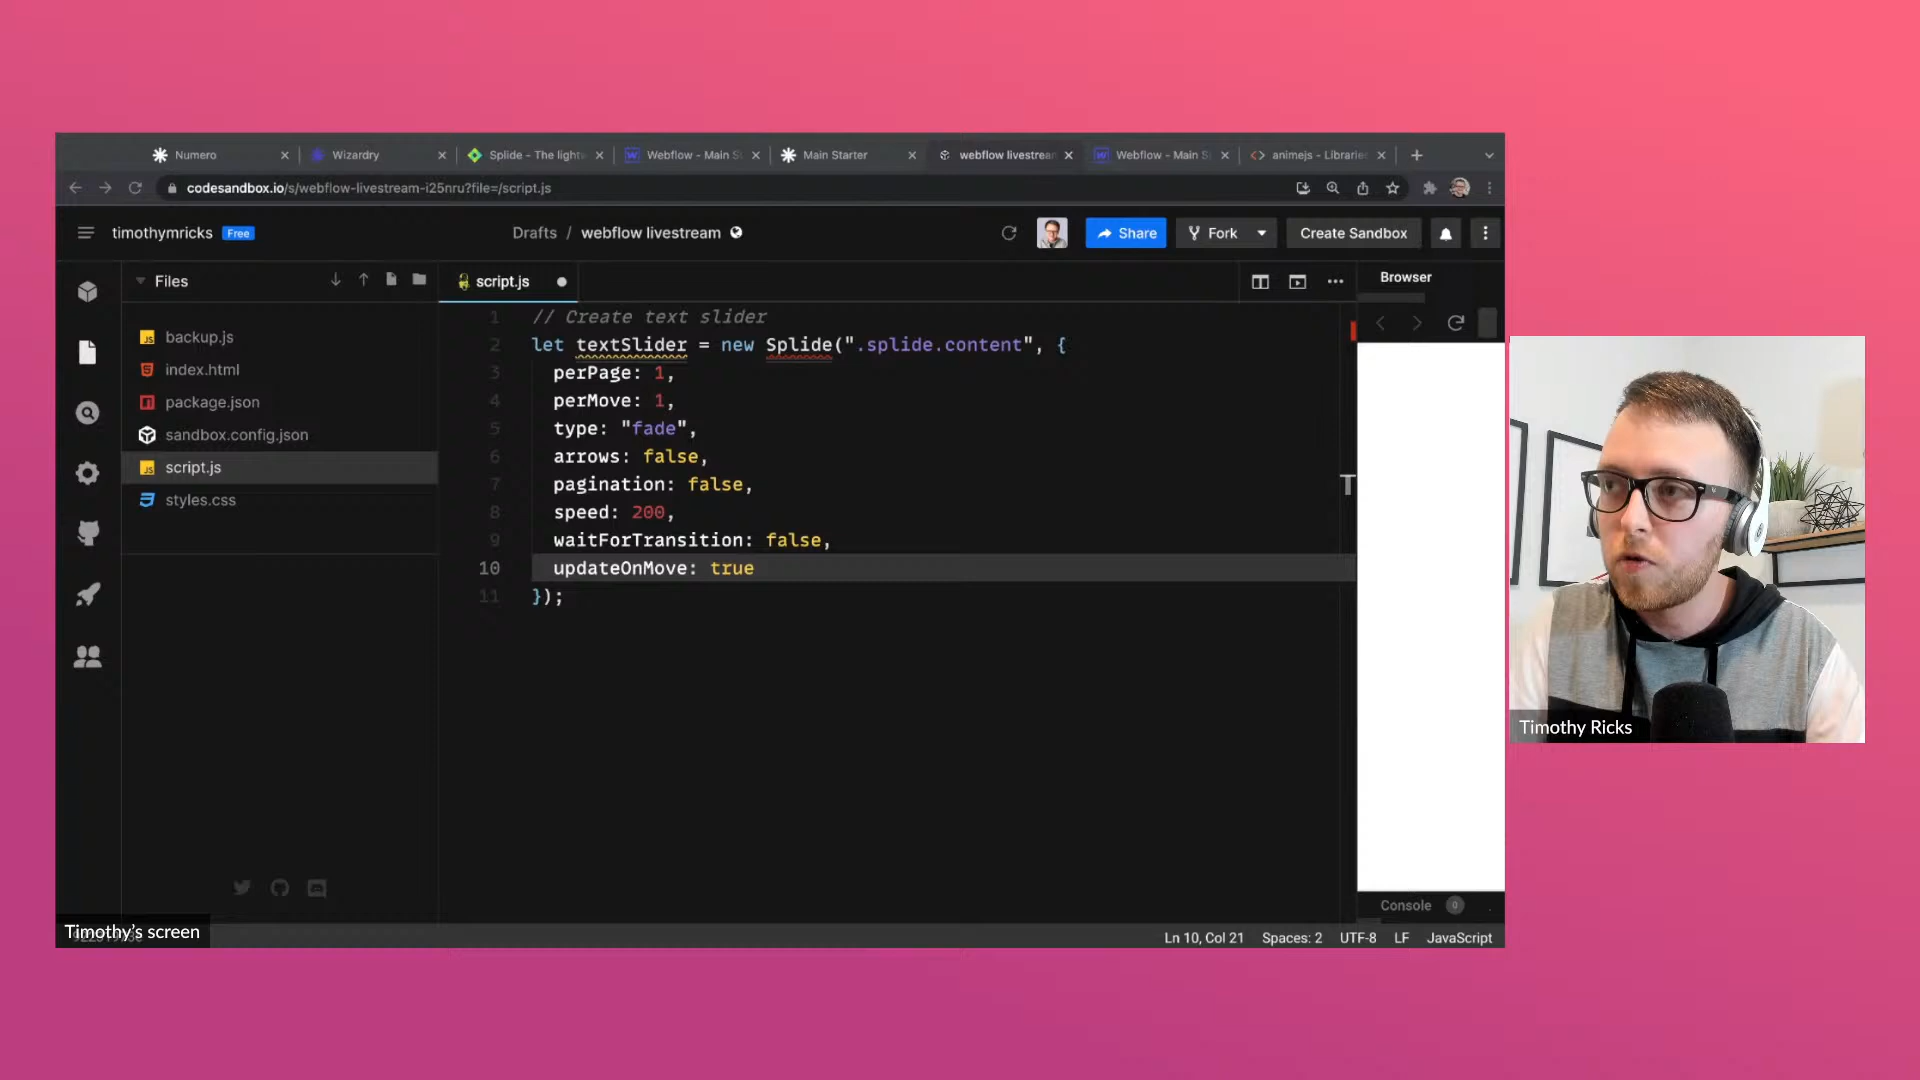 Numero
Wizardry
Splide - The light
Webflow - Main S
Main Starter
webflow livestrean
Webflow - Main S
animejs - Librarie
codesandbox.io/s/webflow-livestream-i25nru?file=/script.js
timothymricks Free
Drafts / webflow livestream
Share
Fork
Create Sandbox
Files
script.js
Browser
backup.js
index.html
package.json
sandbox.config.json
script.js
styles.css
1 // Create text slider
2 let textSlider = new Splide(".splide.content", {
3 perPage: 1,
4 perMove: 1,
5 type: "fade",
6 arrows: false,
7 pagination: false,
8 speed: 200,
9 waitForTransition: false,
10 updateOnMove: true
11 });
T
Timothy Ricks
Console 0
Timothy's screen
Ln 10, Col 21 Spaces: 2 UTF-8 LF JavaScript